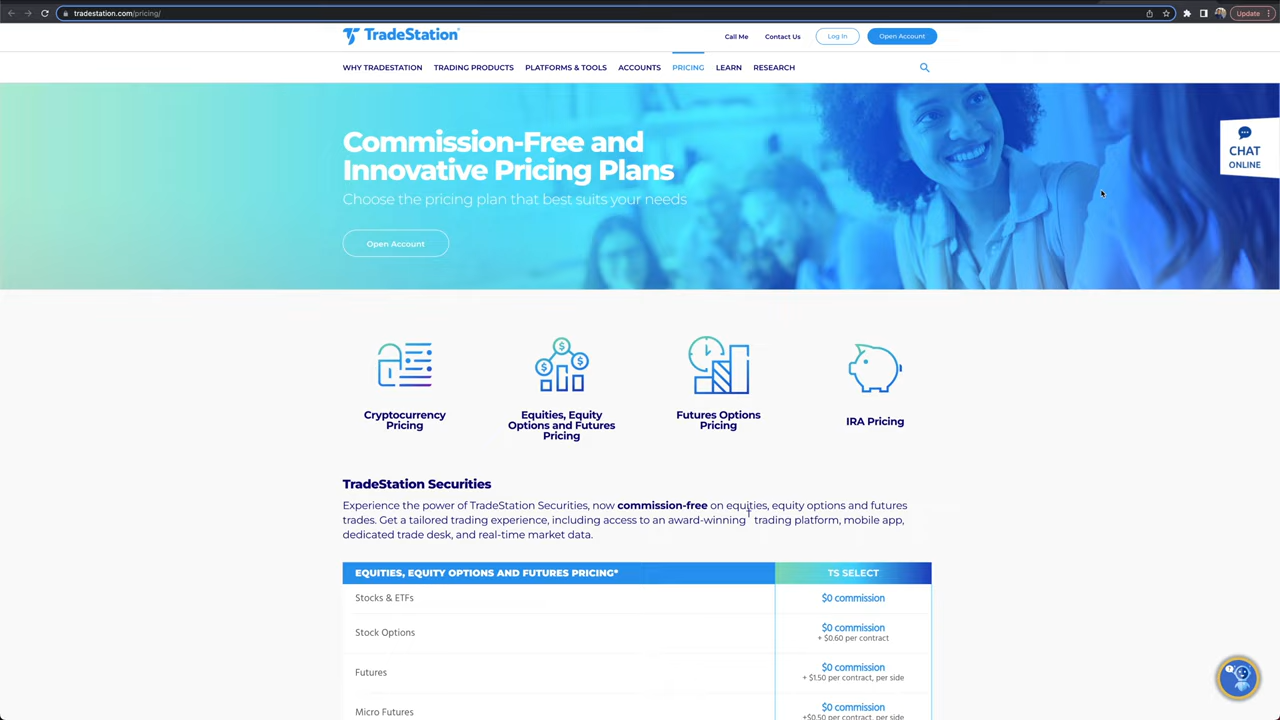 tradestation.com/pricing/
Update
TradeStation
Call Me
Contact Us
Log In
Open Account
WHY TRADESTATION
TRADING PRODUCTS
PLATFORMS & TOOLS
ACCOUNTS
PRICING
LEARN
RESEARCH
Commission-Free and
Innovative Pricing Plans
Choose the pricing plan that best suits your needs
Open Account
CHAT
ONLINE
Cryptocurrency
Pricing
Equities, Equity
Options and Futures
Pricing
Futures Options
Pricing
IRA Pricing
TradeStation Securities
Experience the power of TradeStation Securities, now commission-free on equities, equity options and futures
trades. Get a tailored trading experience, including access to an award-winning† trading platform, mobile app,
dedicated trade desk, and real-time market data.
EQUITIES, EQUITY OPTIONS AND FUTURES PRICING*
TS SELECT
Stocks & ETFs
$0 commission
Stock Options
$0 commission
+ $0.60 per contract
Futures
$0 commission
+ $1.50 per contract, per side
Micro Futures
$0 commission
+$0.50 per contract, per side